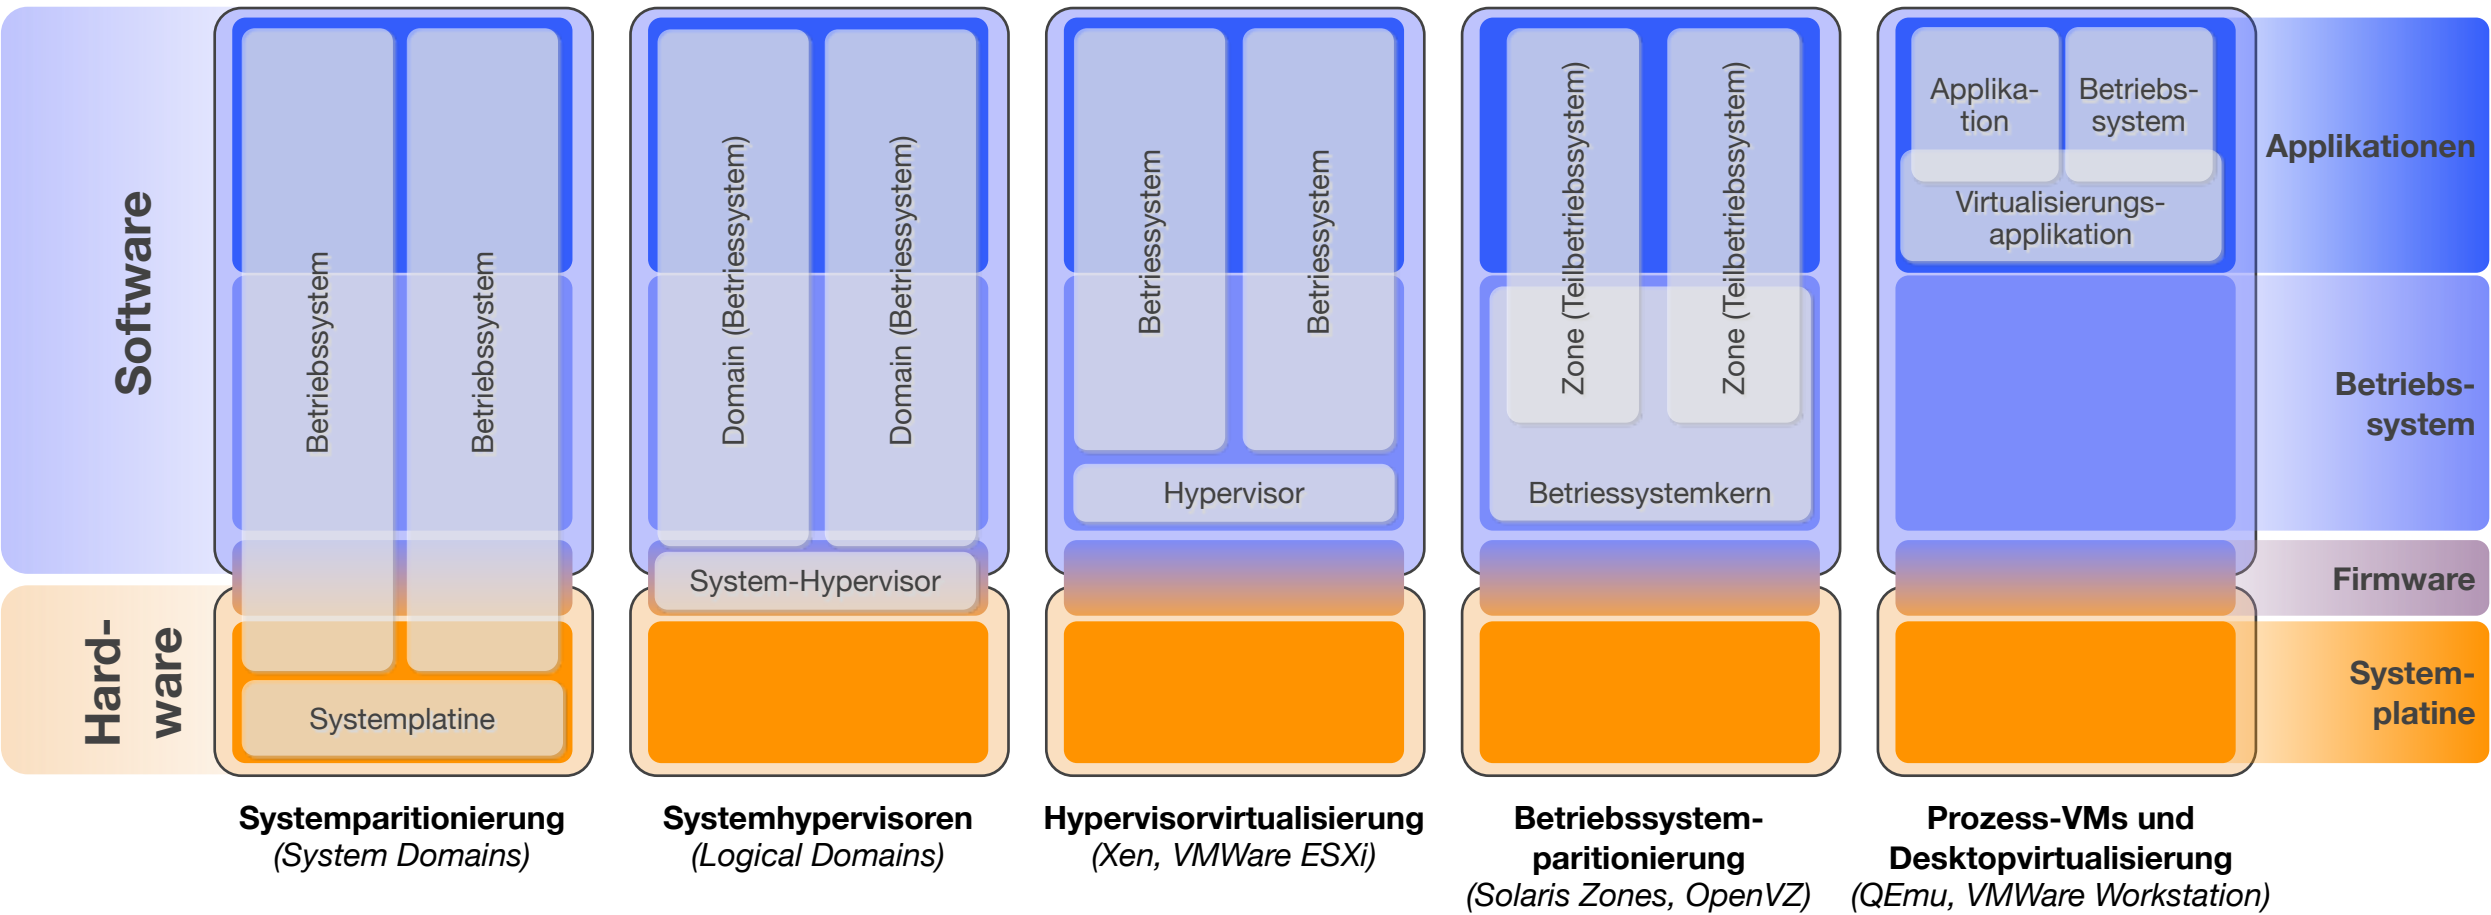 Software
Hard-
ware
Betriebssystem
Betriebssystem
Systemplatine
Systemparitionierung
(System Domains)
Domain (Betriessystem)
Domain (Betriessystem)
System-Hypervisor
Systemhypervisoren
(Logical Domains)
Betriessystem
Betriessystem
Hypervisor
Hypervisorvirtualisierung
(Xen, VMWare ESXi)
Zone (Teilbetriebssystem)
Zone (Teilbetriebssystem)
Betriessystemkern
Betriebssystem-
paritionierung
(Solaris Zones, OpenVZ)
Applika-
tion
Betriebs-
system
Virtualisierungs-
applikation
Prozess-VMs und
Desktopvirtualisierung
(QEmu, VMWare Workstation)
Applikationen
Betriebs-
system
Firmware
System-
platine